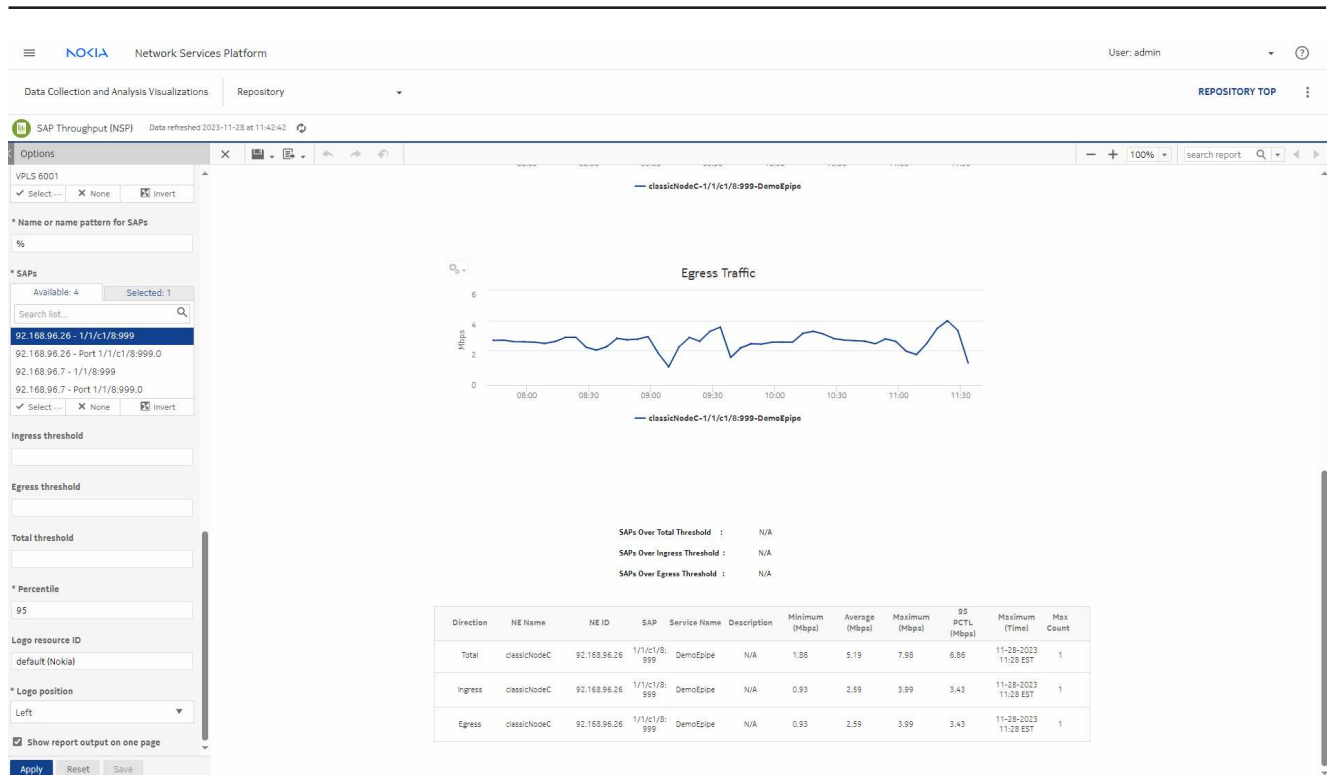 NOKIA Network Services Platform User: admin
Data Collection and Analysis Visualizations Repository REPOSITORY TOP
SAP Throughput (NSP) Data refreshed 2023-11-28 at 11:42:42
Options 100% search report
VPLS 6001
Select ... None Invert
* Name or name pattern for SAPs
%
* SAPs
Available: 4 Selected: 1
Search list...
92.168.96.26 - 1/1/c1/8:999
92.168.96.26 - Port 1/1/c1/8:999.0
92.168.96.7 - 1/1/8:999
92.168.96.7 - Port 1/1/8:999.0
Select ... None Invert
Ingress threshold
Egress threshold
Total threshold
* Percentile
95
Logo resource ID
default (Nokia)
* Logo position
Left
Show report output on one page
Apply Reset Save
classicNodeC-1/1/c1/8:999-DemoEpipe
Egress Traffic
Mbps
6
4
2
0
08:00 08:30 09:00 09:30 10:00 10:30 11:00 11:30
classicNodeC-1/1/c1/8:999-DemoEpipe
SAPs Over Total Threshold : N/A
SAPs Over Ingress Threshold : N/A
SAPs Over Egress Threshold : N/A
Direction NE Name NE ID SAP Service Name Description Minimum (Mbps) Average (Mbps) Maximum (Mbps) 95 PCTL (Mbps) Maximum (Time) Max Count
Total classicNodeC 92.168.96.26 1/1/c1/8:999 DemoEpipe N/A 1.86 5.19 7.98 6.86 11-28-2023 11:28 EST 1
Ingress classicNodeC 92.168.96.26 1/1/c1/8:999 DemoEpipe N/A 0.93 2.59 3.99 3.43 11-28-2023 11:28 EST 1
Egress classicNodeC 92.168.96.26 1/1/c1/8:999 DemoEpipe N/A 0.93 2.59 3.99 3.43 11-28-2023 11:28 EST 1